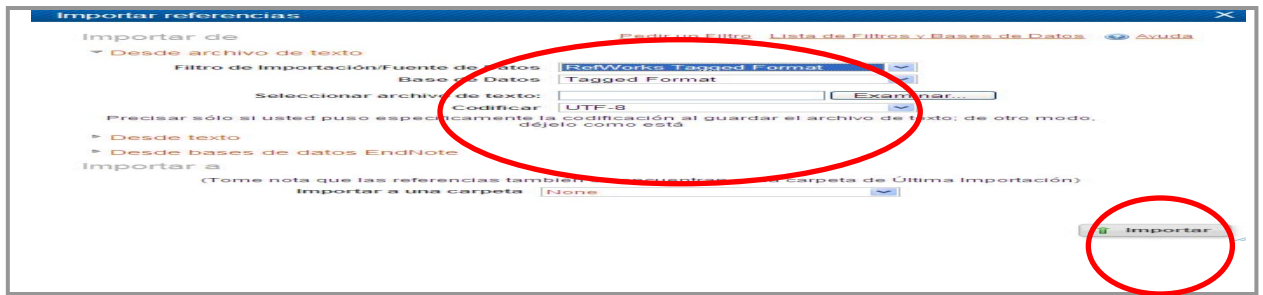 Importar referencias
Importar de Pedir un Filtro Lista de Filtros y Bases de Datos Ayuda
Desde archivo de texto
Filtro de Importación/Fuente de Datos RefWorks Tagged Format
Base de Datos Tagged Format
Seleccionar archivo de texto: Examinar...
Codificar UTF-8
Precisar sólo si usted puso específicamente la codificación al guardar el archivo de texto; de otro modo,
déjelo como está
Desde texto
Desde bases de datos EndNote
Importar a
(Tome nota que las referencias también encuentran carpeta de Última Importación)
Importar a una carpeta None
Importar